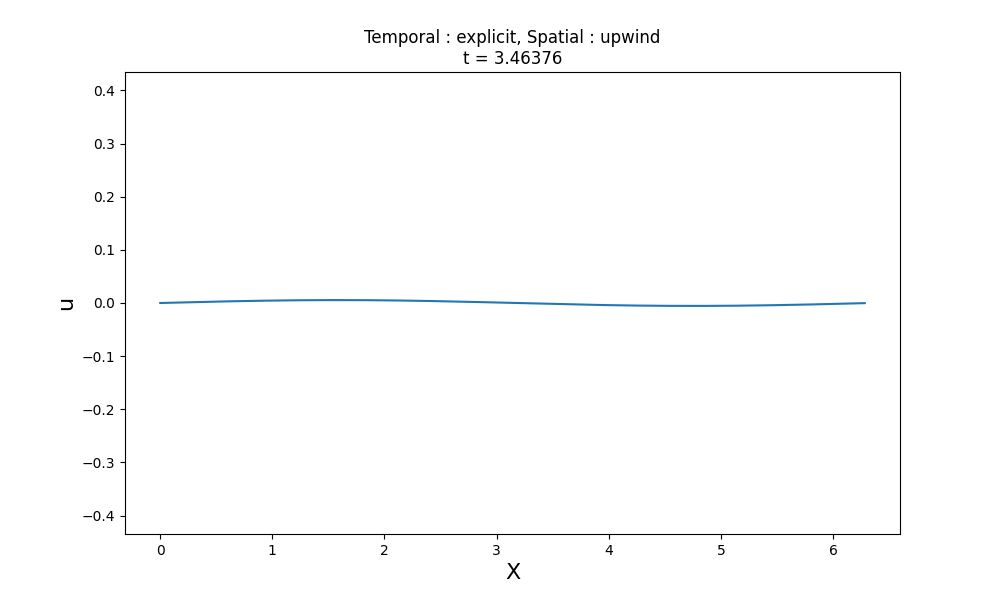 Temporal : explicit, Spatial : upwind
t = 3.46376
0.4
0.3
0.2
0.1
0.0
−0.1
−0.2
−0.3
−0.4
u
0 1 2 3 4 5 6
X